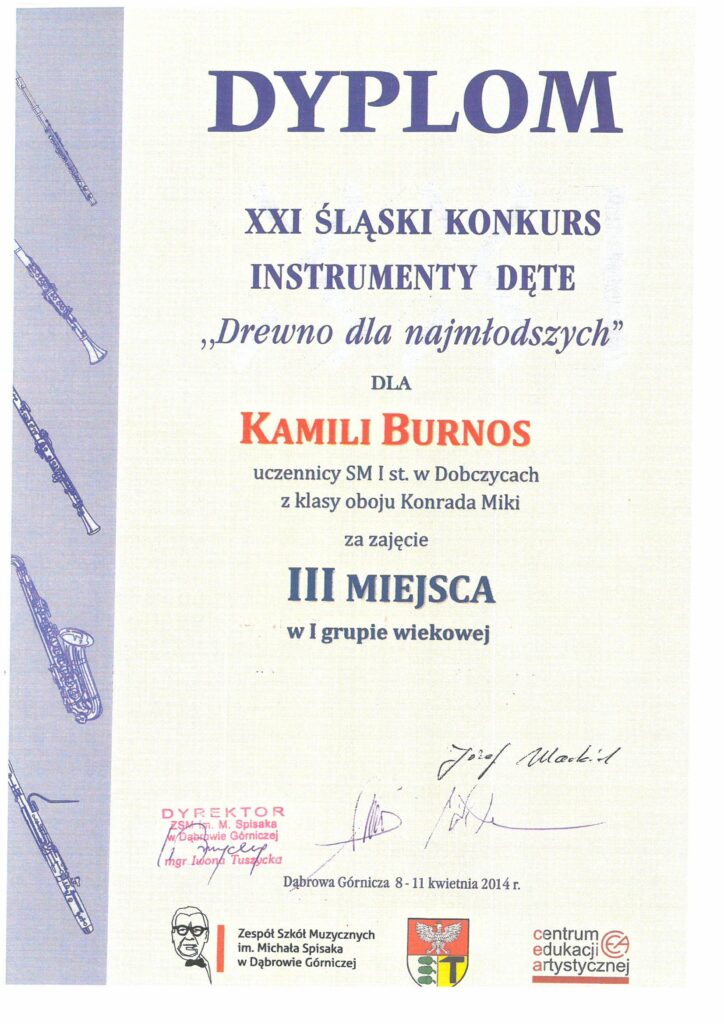 DYPLOM
XXI ŚLĄSKI KONKURS
INSTRUMENTY DĘTE
,,Drewno dla najmłodszych”
DLA
KAMILI BURNOS
uczennicy SM I st. w Dobczycach
z klasy oboju Konrada Miki
za zajęcie
III MIEJSCA
w I grupie wiekowej
Józef
DYREKTOR
ZSM im. M. Spisaka
w Dąbrowie Górniczej
mgr Iwona Tuszycka
Dąbrowa Górnicza 8 - 11 kwietnia 2014 r.
Zespół Szkół Muzycznych
im. Michała Spisaka
w Dąbrowie Górniczej
centrum
edukacji
artystycznej
CEA